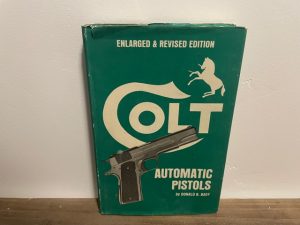 ENLARGED & REVISED EDITION
COLT
AUTOMATIC
PISTOLS
by DONALD B. BADY